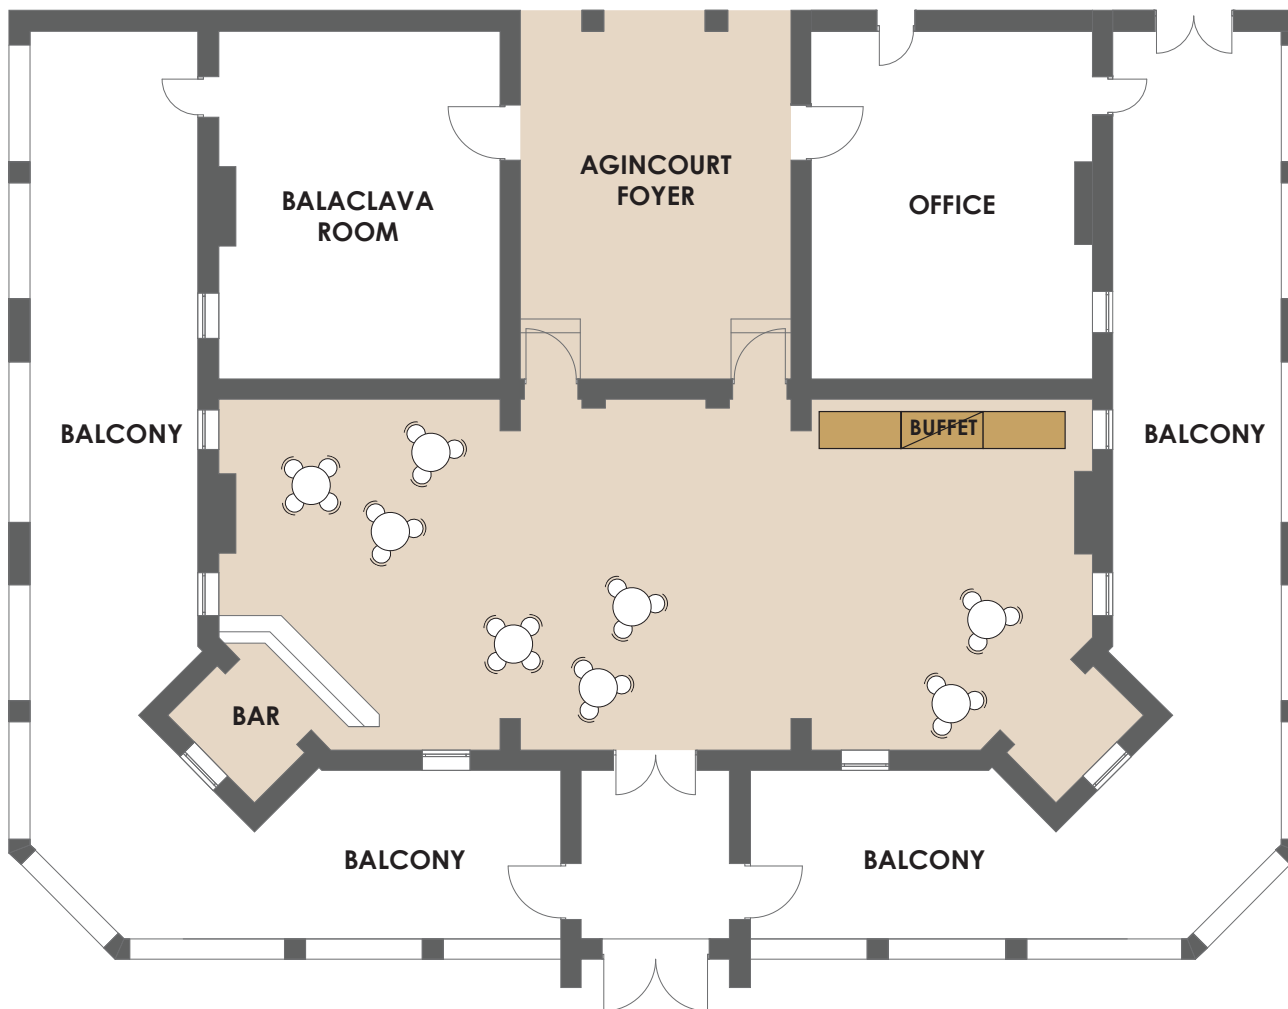 AGINCOURT
FOYER
BALACLAVA
ROOM
OFFICE
BALCONY
BUFFET
BALCONY
BAR
BALCONY
BALCONY